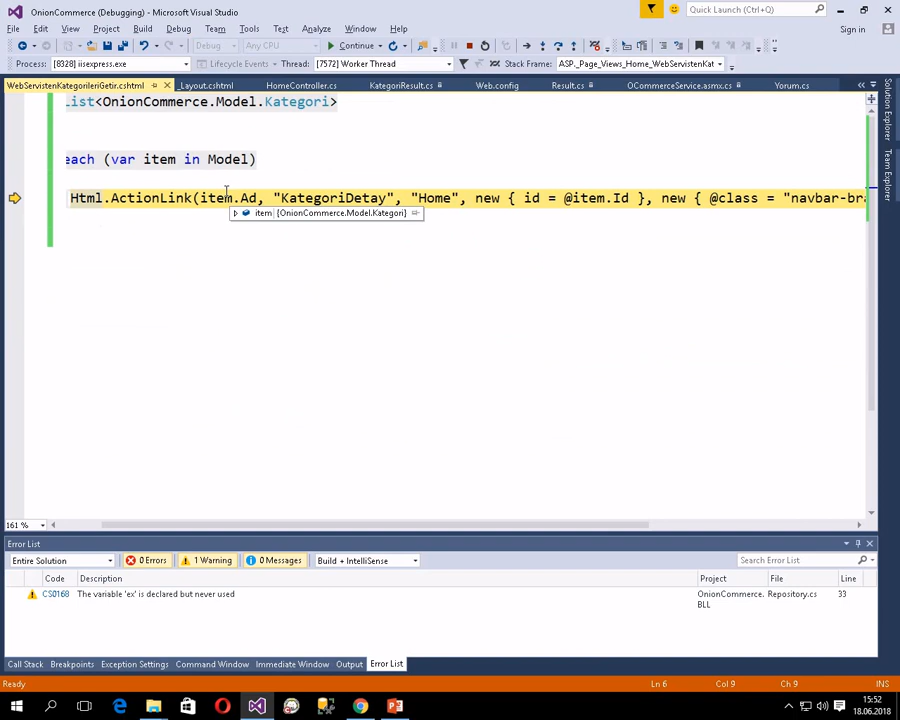 OnionCommerce (Debugging) - Microsoft Visual Studio
Quick Launch (Ctrl+Q)
File Edit View Project Build Debug Team Tools Test Analyze Window Help
Sign in
Debug Any CPU Continue
Process: [8328] iisexpress.exe Lifecycle Events Thread: [7572] Worker Thread Stack Frame: ASP._Page_Views_Home_WebServistenKat
WebServistenKategorileriGetir.cshtml _Layout.cshtml HomeController.cs KategoriResult.cs Web.config Result.cs OCommerceService.asmx.cs Yorum.cs
List<OnionCommerce.Model.Kategori>
each (var item in Model)
Html.ActionLink(item.Ad, "KategoriDetay", "Home", new { id = @item.Id }, new { @class = "navbar-bra
item {OnionCommerce.Model.Kategori}
Solution Explorer
Team Explorer
161 %
Error List
Entire Solution 0 Errors 1 Warning 0 Messages Build + IntelliSense Search Error List
Code Description Project File Line
CS0168 The variable 'ex' is declared but never used OnionCommerce. Repository.cs 33
BLL
Call Stack Breakpoints Exception Settings Command Window Immediate Window Output Error List
Ready Ln 6 Col 9 Ch 9 INS
15:52
18.06.2018